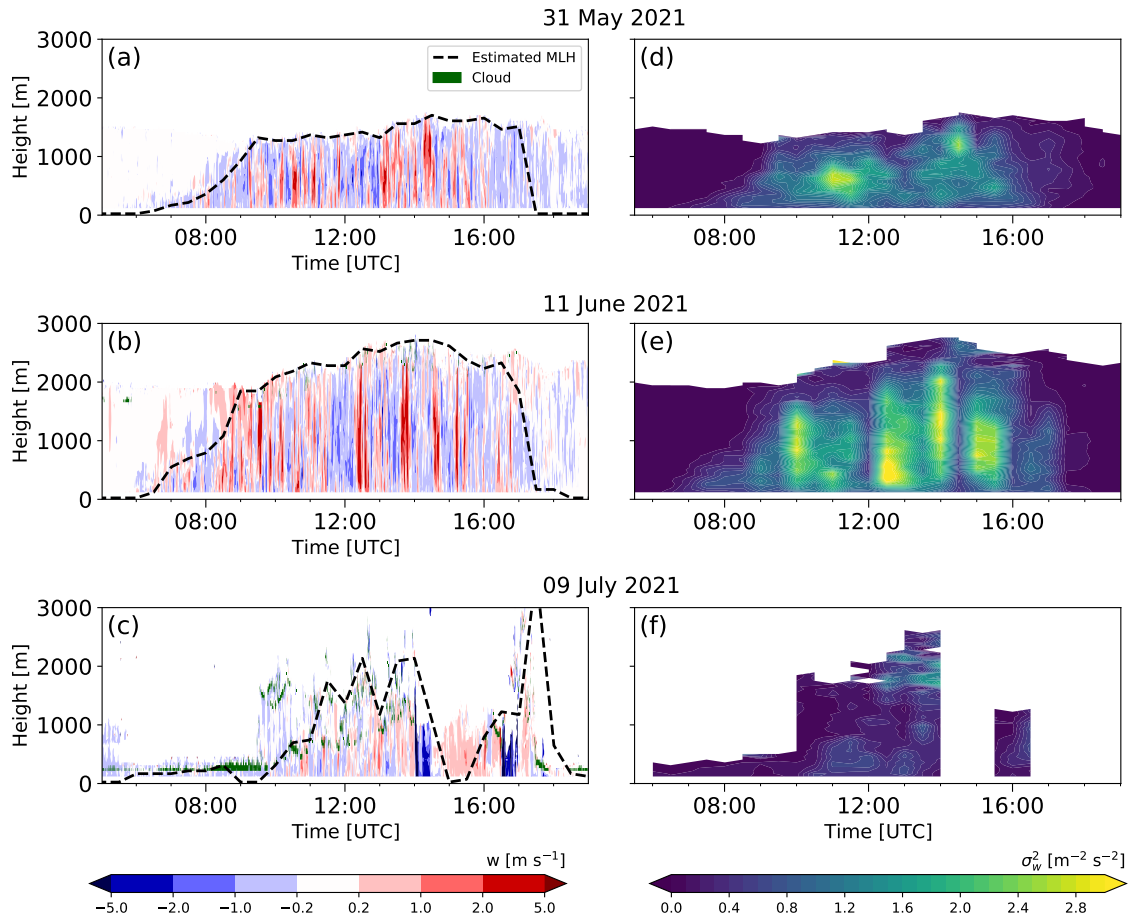 31 May 2021
(a)
Estimated MLH
Cloud
3000
2000
1000
0
Height [m]
08:00 12:00 16:00
Time [UTC]
(d)
08:00 12:00 16:00
11 June 2021
(b)
3000
2000
1000
0
Height [m]
08:00 12:00 16:00
Time [UTC]
(e)
08:00 12:00 16:00
09 July 2021
(c)
3000
2000
1000
0
Height [m]
08:00 12:00 16:00
Time [UTC]
(f)
08:00 12:00 16:00
Time [UTC]
w [m s⁻¹]
−5.0 −2.0 −1.0 −0.2 0.2 1.0 2.0 5.0
σ²w [m⁻² s⁻²]
0.0 0.4 0.8 1.2 1.6 2.0 2.4 2.8